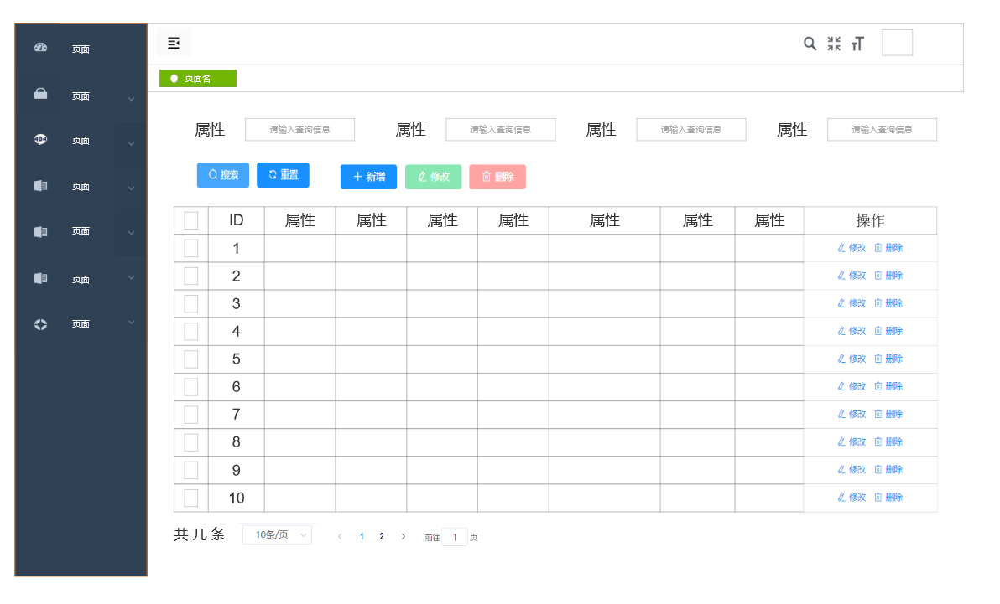 页面
页面
404 页面
页面
页面
页面
页面
页面名
属性 请输入查询信息 属性 请输入查询信息 属性 请输入查询信息 属性 请输入查询信息
搜索 重置 新增 修改 删除
ID 属性 属性 属性 属性 属性 属性 属性 操作
1 修改 删除
2 修改 删除
3 修改 删除
4 修改 删除
5 修改 删除
6 修改 删除
7 修改 删除
8 修改 删除
9 修改 删除
10 修改 删除
共几条 10条/页 1 2 前往 1 页